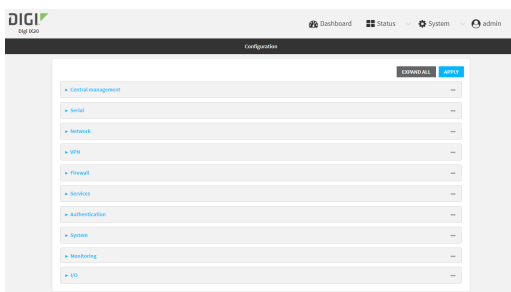 DIGI
Digi IX20
Dashboard Status System admin
Configuration
EXPAND ALL APPLY
Central management
Serial
Network
VPN
Firewall
Services
Authentication
System
Monitoring
I/O